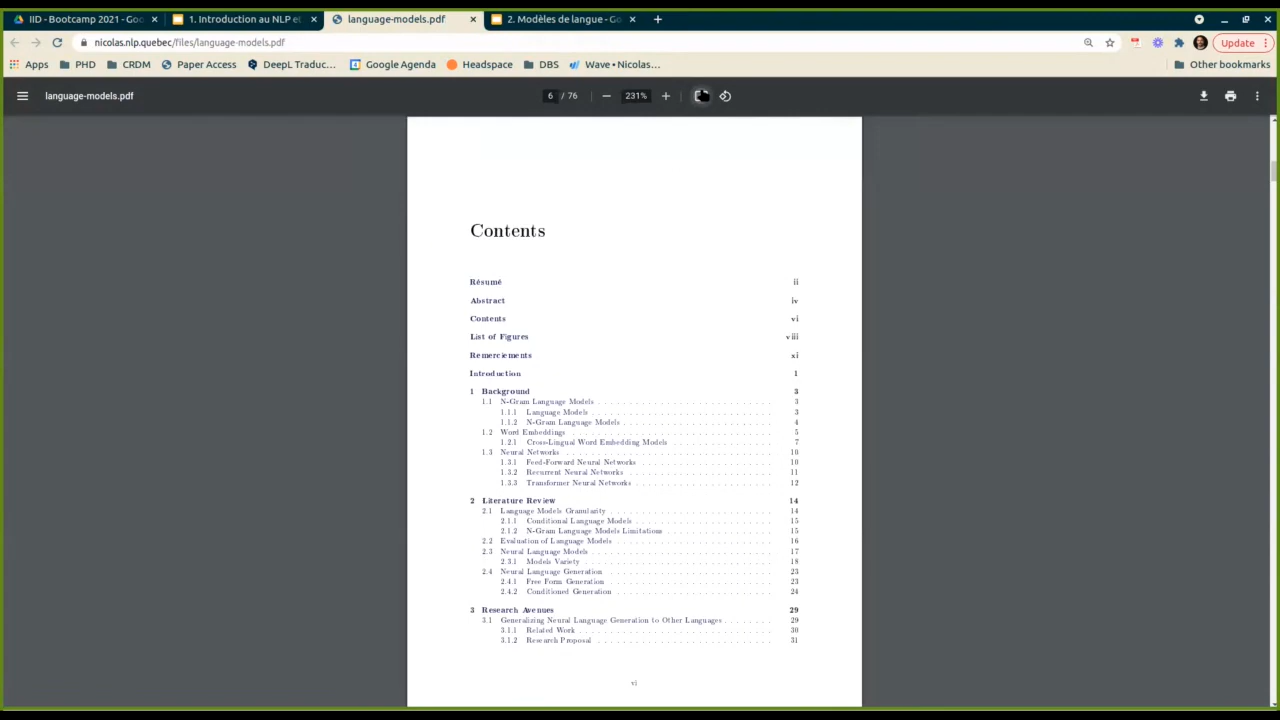 IID - Bootcamp 2021 - Goo
1. Introduction au NLP et
language-models.pdf
2. Modèles de langue - Go
nicolas.nlp.quebec/files/language-models.pdf
Update
Apps
PHD
CRDM
Paper Access
DeepL Traduc...
Google Agenda
Headspace
DBS
Wave • Nicolas...
Other bookmarks
language-models.pdf
6 / 76
231%
Contents
Résumé ii
Abstract iv
Contents vi
List of Figures viii
Remerciements xi
Introduction 1
1 Background 3
1.1 N-Gram Language Models 3
1.1.1 Language Models 3
1.1.2 N-Gram Language Models 4
1.2 Word Embeddings 5
1.2.1 Cross-Lingual Word Embedding Models 7
1.3 Neural Networks 10
1.3.1 Feed-Forward Neural Networks 10
1.3.2 Recurrent Neural Networks 11
1.3.3 Transformer Neural Networks 12
2 Literature Review 14
2.1 Language Models Granularity 14
2.1.1 Conditional Language Models 15
2.1.2 N-Gram Language Models Limitations 15
2.2 Evaluation of Language Models 16
2.3 Neural Language Models 17
2.3.1 Models Variety 18
2.4 Neural Language Generation 23
2.4.1 Free Form Generation 23
2.4.2 Conditioned Generation 24
3 Research Avenues 29
3.1 Generalizing Neural Language Generation to Other Languages 29
3.1.1 Related Work 30
3.1.2 Research Proposal 31
vi